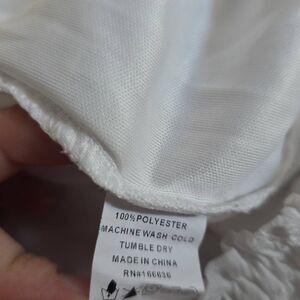 100%POLYESTER
MACHINE WASH COLD
TUMBLE DRY
MADE IN CHINA
RN#166636